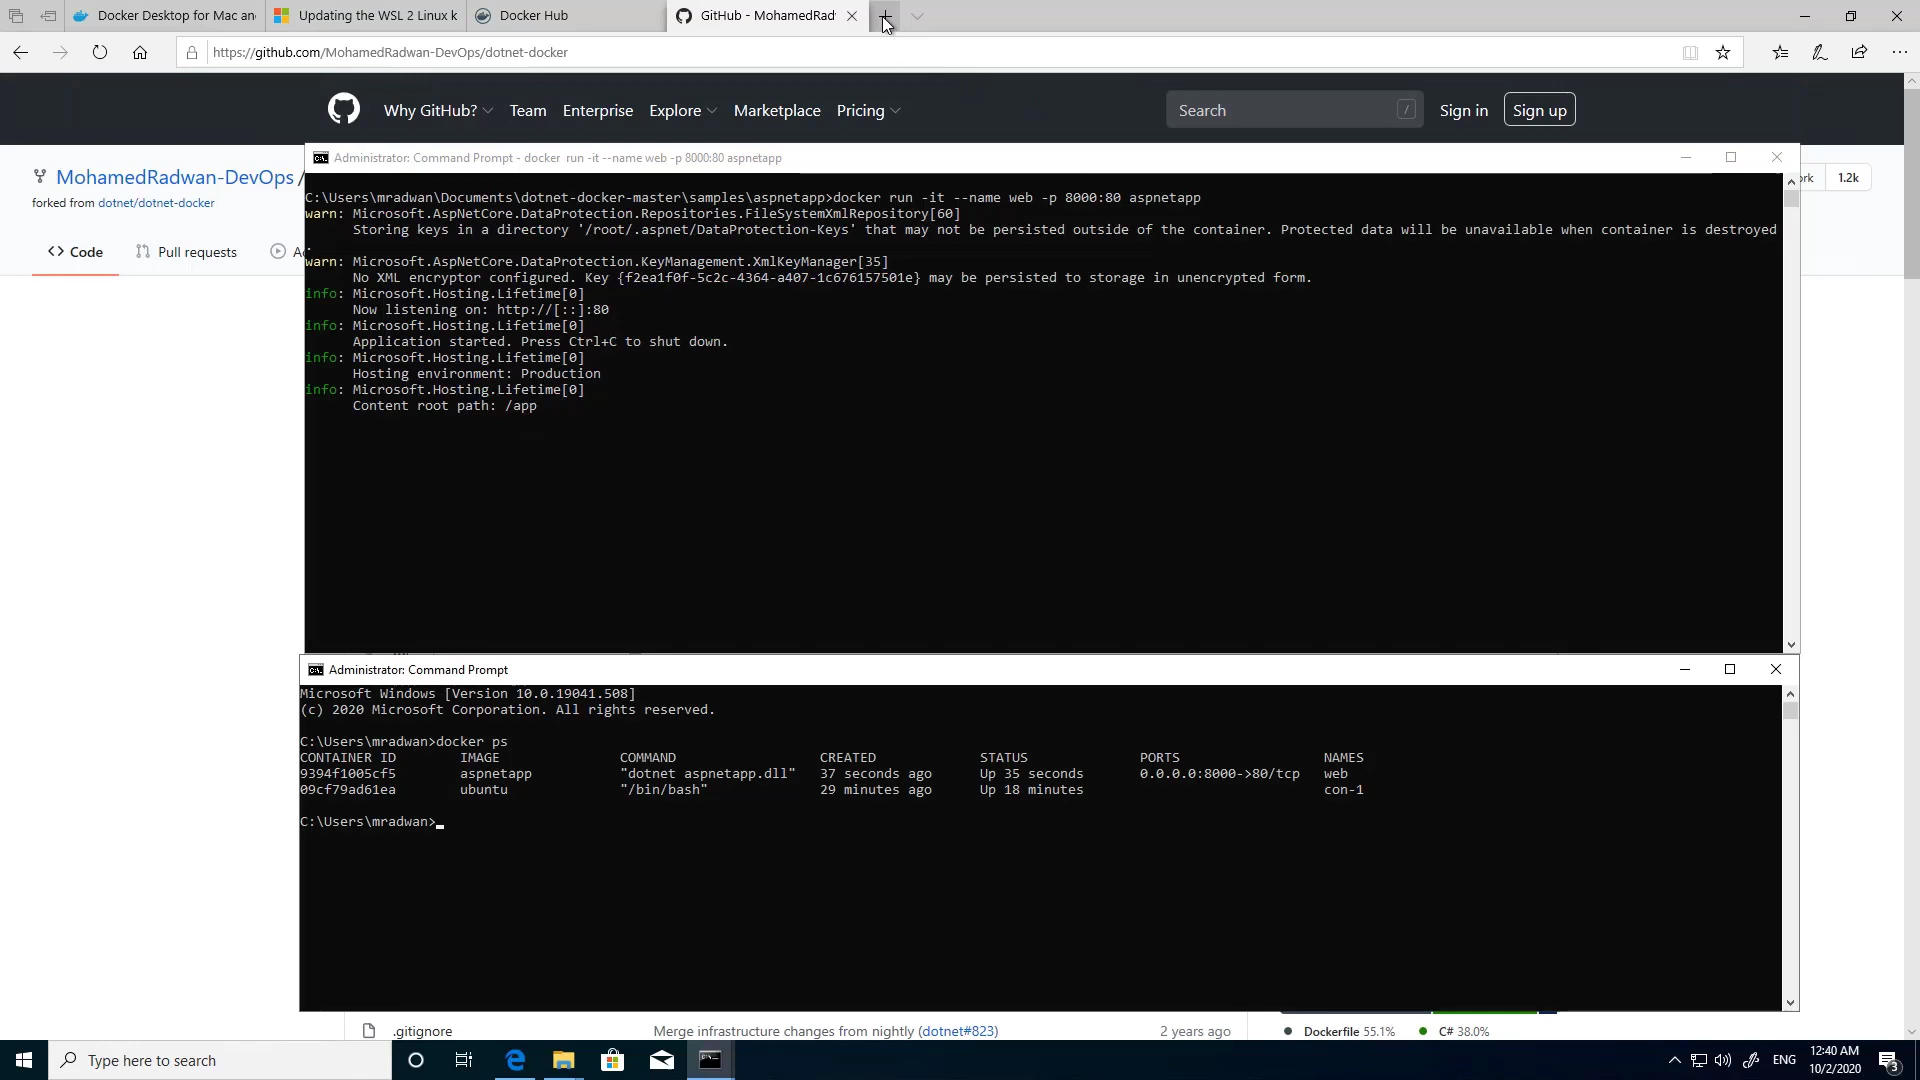 Docker Desktop for Mac an
Updating the WSL 2 Linux k
Docker Hub
GitHub - MohamedRadw
https://github.com/MohamedRadwan-DevOps/dotnet-docker
Why GitHub?
Team
Enterprise
Explore
Marketplace
Pricing
Search
/
Sign in
Sign up
MohamedRadwan-DevOps /
forked from dotnet/dotnet-docker
1.2k
Code
Pull requests
Administrator: Command Prompt - docker run -it --name web -p 8000:80 aspnetapp
C:\Users\mradwan\Documents\dotnet-docker-master\samples\aspnetapp>docker run -it --name web -p 8000:80 aspnetapp
warn: Microsoft.AspNetCore.DataProtection.Repositories.FileSystemXmlRepository[60]
Storing keys in a directory '/root/.aspnet/DataProtection-Keys' that may not be persisted outside of the container. Protected data will be unavailable when container is destroyed
.
warn: Microsoft.AspNetCore.DataProtection.KeyManagement.XmlKeyManager[35]
No XML encryptor configured. Key {f2ea1f0f-5c2c-4364-a407-1c676157501e} may be persisted to storage in unencrypted form.
info: Microsoft.Hosting.Lifetime[0]
Now listening on: http://[::]:80
info: Microsoft.Hosting.Lifetime[0]
Application started. Press Ctrl+C to shut down.
info: Microsoft.Hosting.Lifetime[0]
Hosting environment: Production
info: Microsoft.Hosting.Lifetime[0]
Content root path: /app
Administrator: Command Prompt
Microsoft Windows [Version 10.0.19041.508]
(c) 2020 Microsoft Corporation. All rights reserved.
C:\Users\mradwan>docker ps
CONTAINER ID IMAGE COMMAND CREATED STATUS PORTS NAMES
9394f1005cf5 aspnetapp "dotnet aspnetapp.dll" 37 seconds ago Up 35 seconds 0.0.0.0:8000->80/tcp web
09cf79ad61ea ubuntu "/bin/bash" 29 minutes ago Up 18 minutes con-1
C:\Users\mradwan>
.gitignore
Merge infrastructure changes from nightly (dotnet#823)
2 years ago
Dockerfile 55.1%
C# 38.0%
Type here to search
ENG
12:40 AM
10/2/2020
3